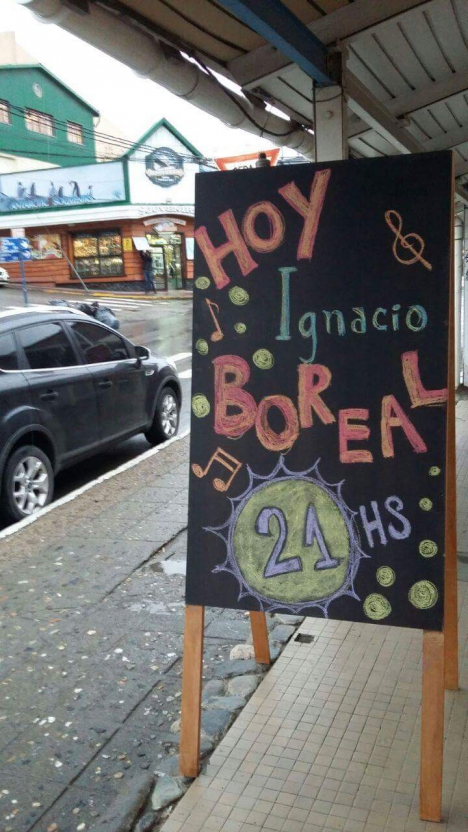 HOY
Ignacio
BOREAL
21 HS